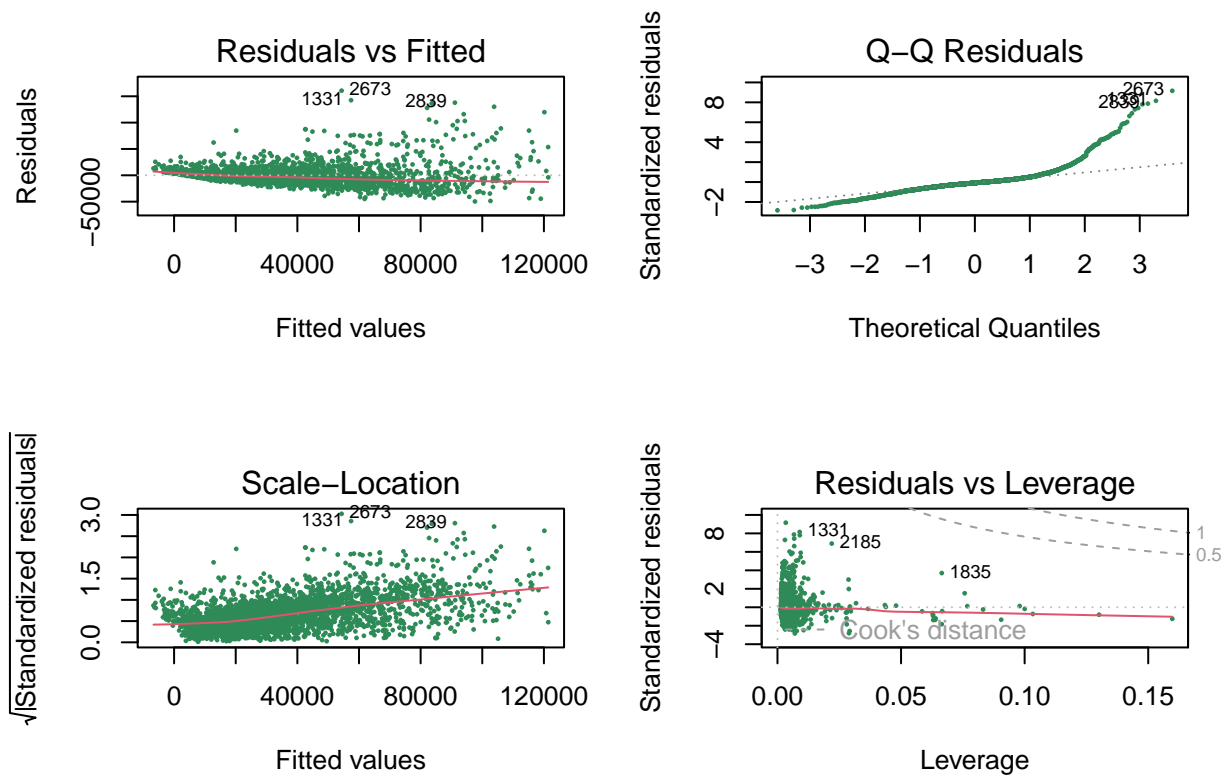 Residuals vs Fitted
Residuals
−50000
0 40000 80000 120000
Fitted values
1331
2673
2839
Q−Q Residuals
Standardized residuals
−2 4 8
−3 −2 −1 0 1 2 3
Theoretical Quantiles
2673
1331
2839
Scale−Location
√|Standardized residuals|
0.0 1.5 3.0
0 40000 80000 120000
Fitted values
1331
2673
2839
Residuals vs Leverage
Standardized residuals
−4 2 8
0.00 0.05 0.10 0.15
Leverage
Cook's distance
1
0.5
1331
2185
1835